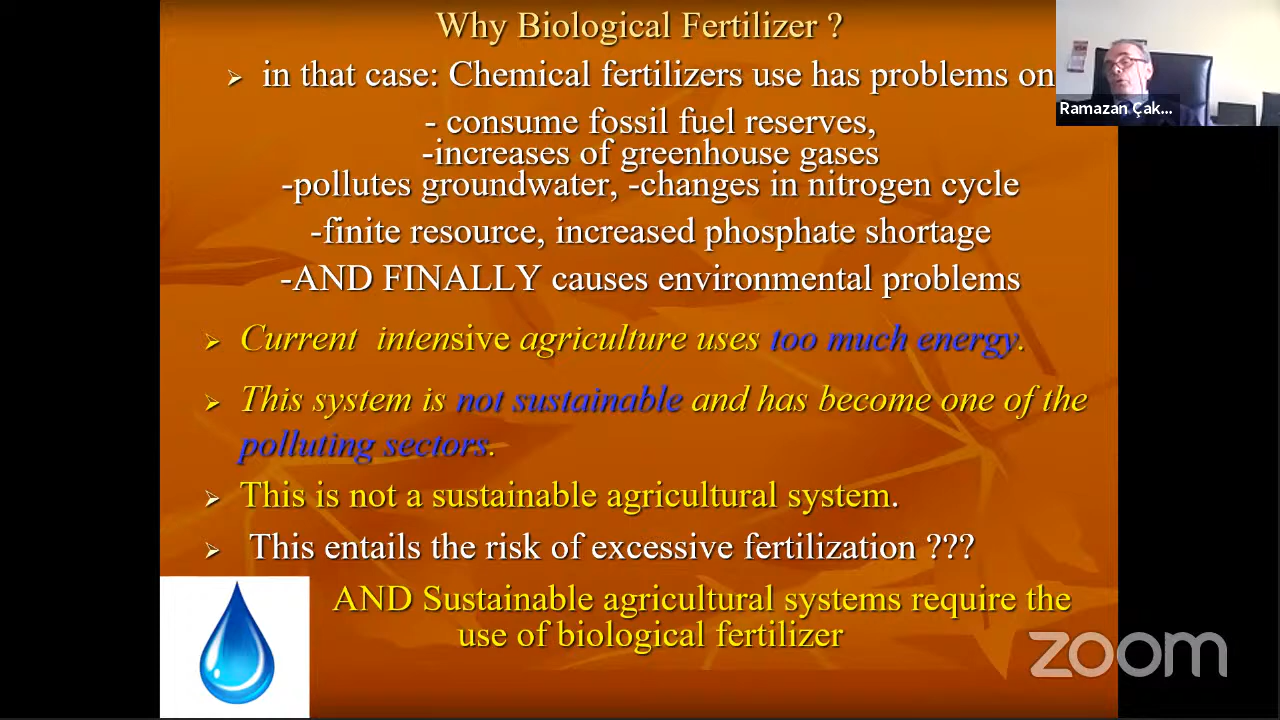 Why Biological Fertilizer ?
➢ in that case: Chemical fertilizers use has problems on
- consume fossil fuel reserves,
-increases of greenhouse gases
-pollutes groundwater, -changes in nitrogen cycle
-finite resource, increased phosphate shortage
-AND FINALLY causes environmental problems
➢ Current intensive agriculture uses too much energy.
➢ This system is not sustainable and has become one of the
polluting sectors.
➢ This is not a sustainable agricultural system.
➢ This entails the risk of excessive fertilization ???
AND Sustainable agricultural systems require the
use of biological fertilizer
Ramazan Çak...
zoom